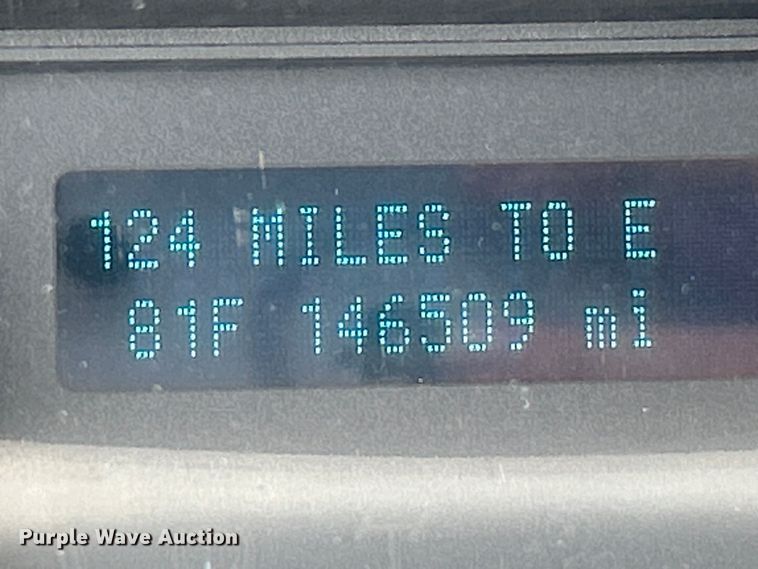 124 MILES TO E
81F 146509 mi
Purple Wave Auction